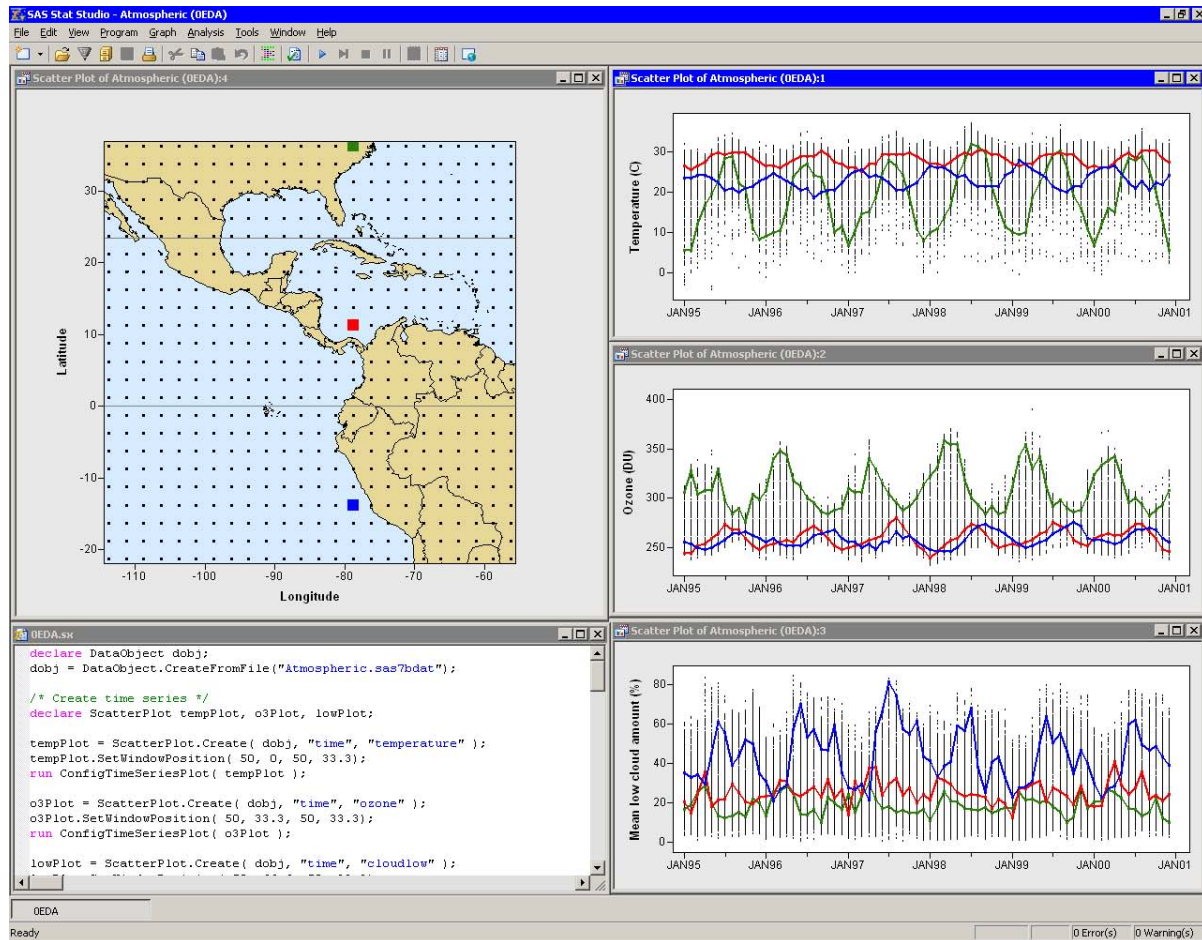 SAS Stat Studio - Atmospheric (0EDA)
File Edit View Program Graph Analysis Tools Window Help
Scatter Plot of Atmospheric (0EDA):4
Latitude
30
20
10
0
-10
-20
-110 -100 -90 -80 -70 -60
Longitude
Scatter Plot of Atmospheric (0EDA):1
Temperature (C)
30
20
10
0
JAN95 JAN96 JAN97 JAN98 JAN99 JAN00 JAN01
Scatter Plot of Atmospheric (0EDA):2
Ozone (DU)
400
350
300
250
JAN95 JAN96 JAN97 JAN98 JAN99 JAN00 JAN01
0EDA.sx
declare DataObject dobj;
dobj = DataObject.CreateFromFile("Atmospheric.sas7bdat");
/* Create time series */
declare ScatterPlot tempPlot, o3Plot, lowPlot;
tempPlot = ScatterPlot.Create( dobj, "time", "temperature" );
tempPlot.SetWindowPosition( 50, 0, 50, 33.3);
run ConfigTimeSeriesPlot( tempPlot );
o3Plot = ScatterPlot.Create( dobj, "time", "ozone" );
o3Plot.SetWindowPosition( 50, 33.3, 50, 33.3);
run ConfigTimeSeriesPlot( o3Plot );
lowPlot = ScatterPlot.Create( dobj, "time", "cloudlow" );
Scatter Plot of Atmospheric (0EDA):3
Mean low cloud amount (%)
80
60
40
20
0
JAN95 JAN96 JAN97 JAN98 JAN99 JAN00 JAN01
0EDA
Ready
0 Error(s) 0 Warning(s)